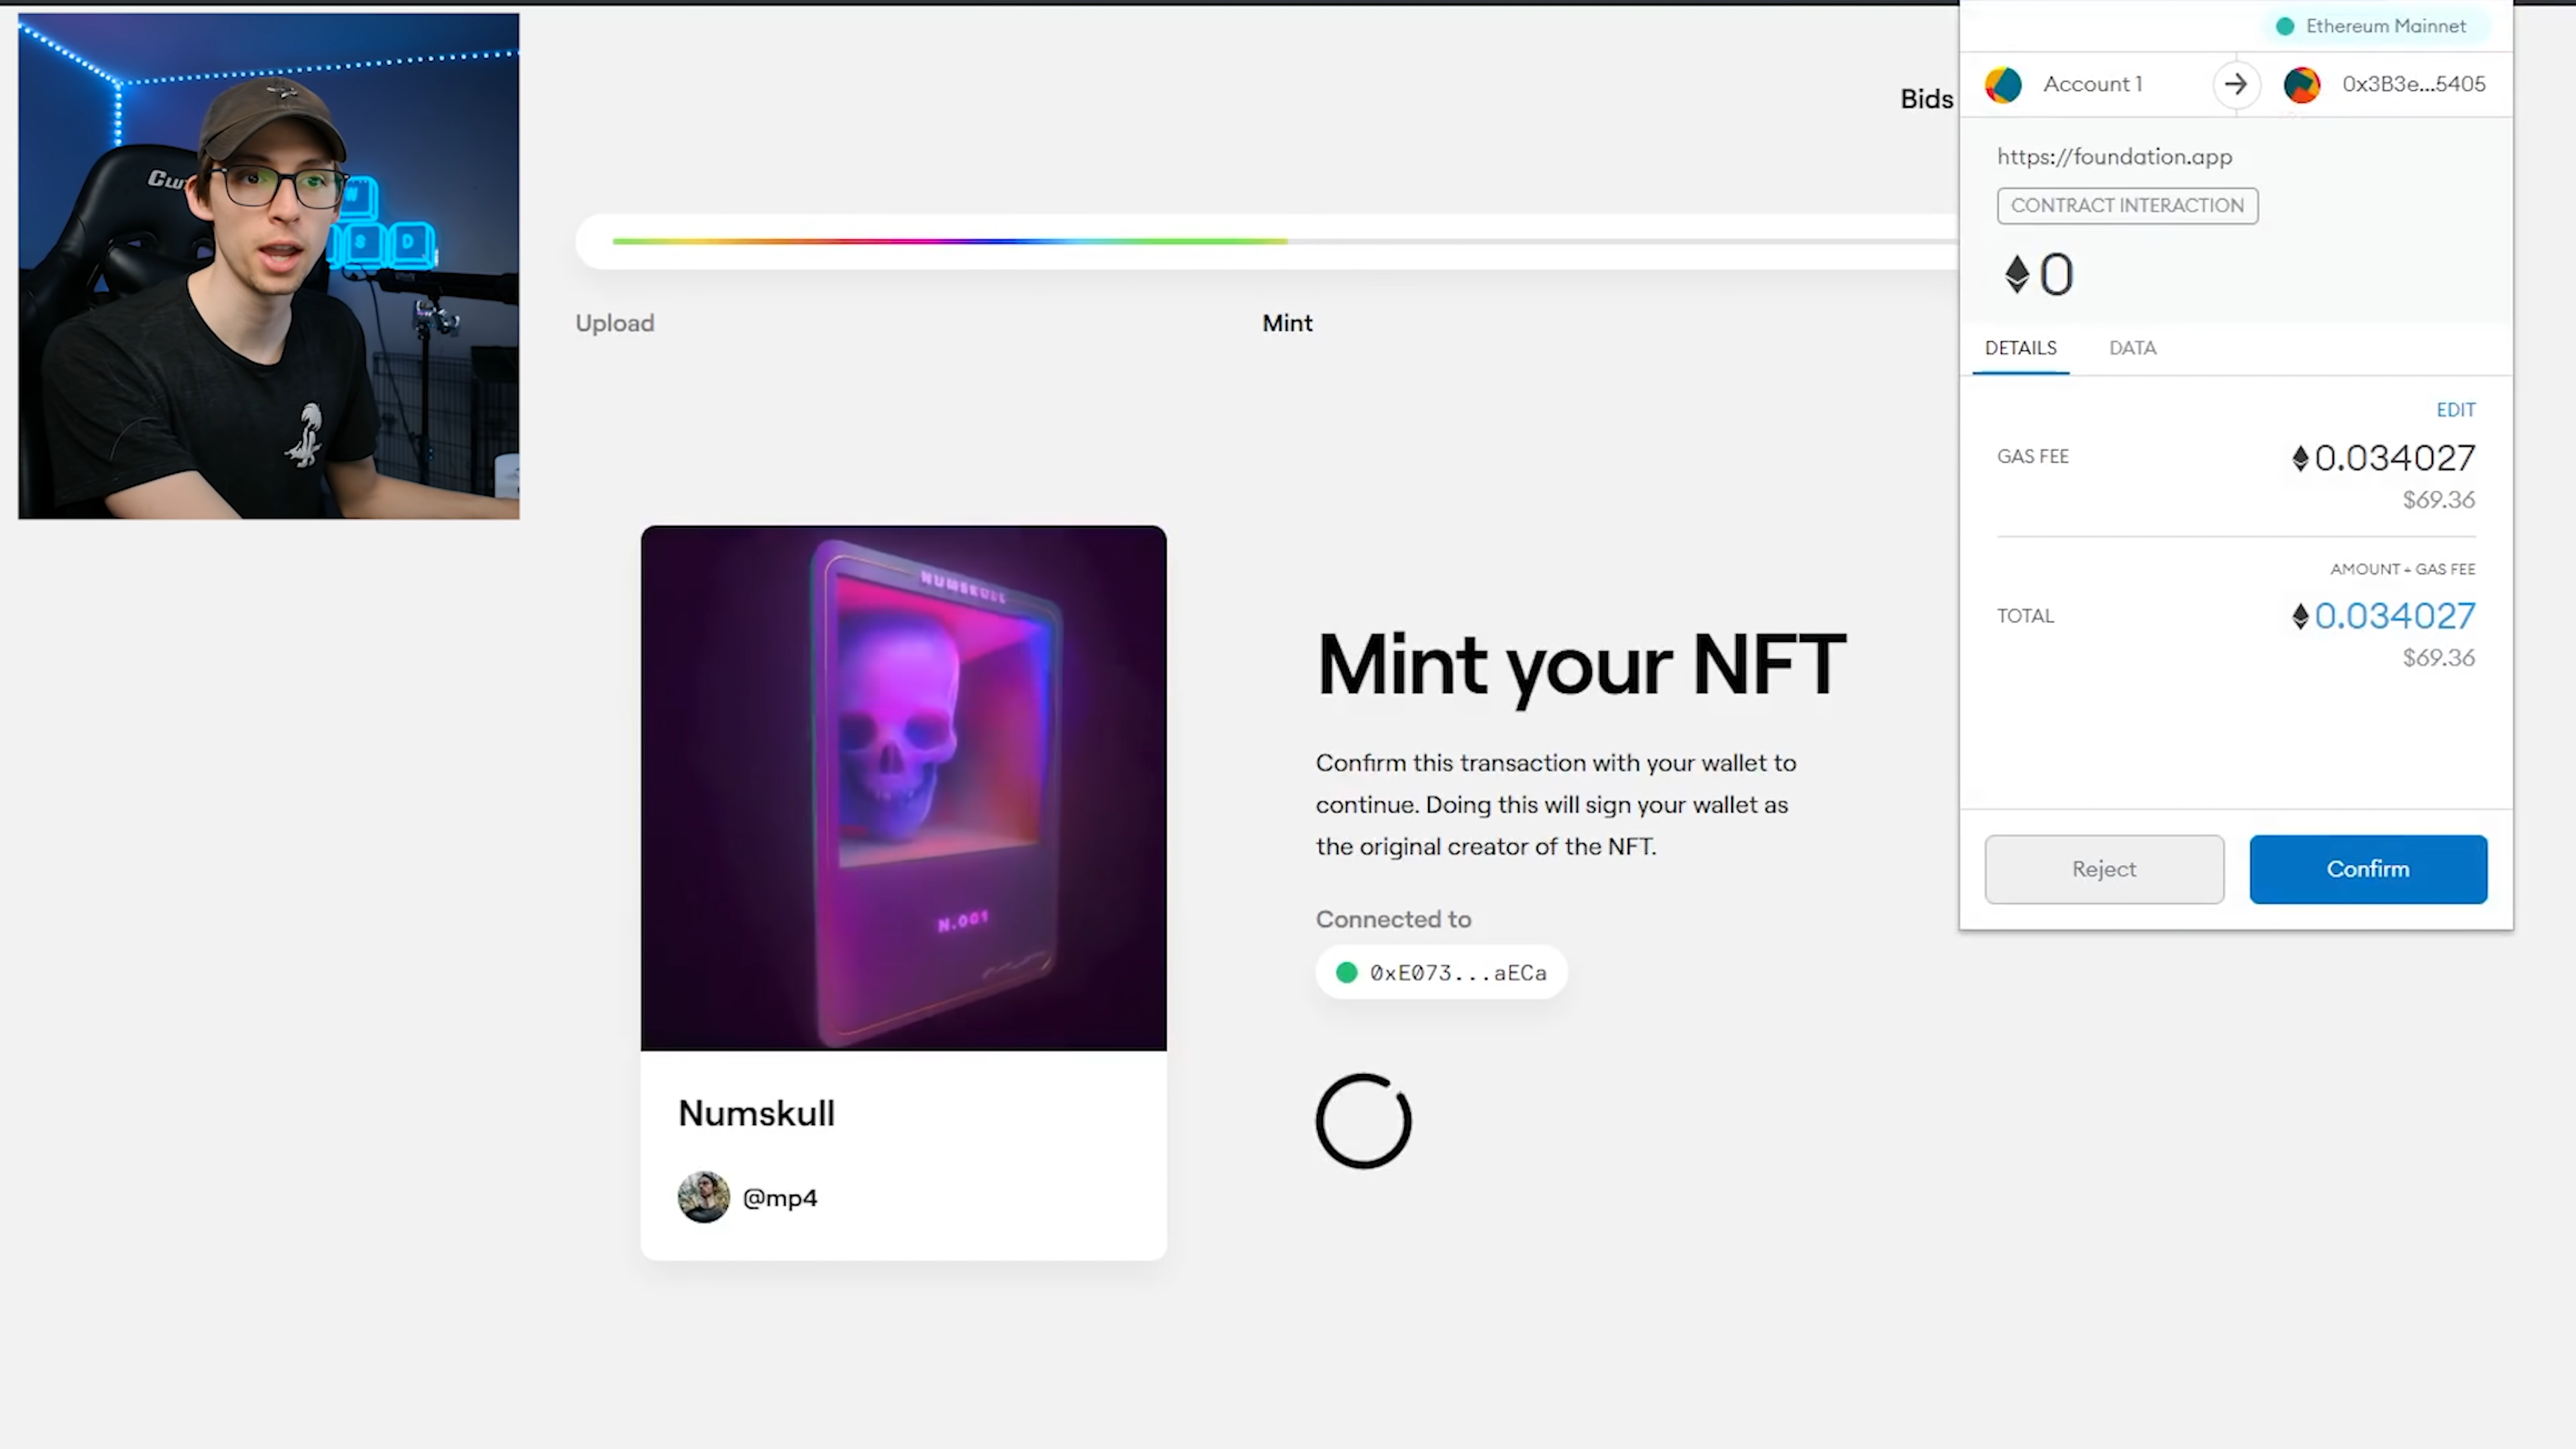 Ethereum Mainnet
Account 1
0x3B3e...5405
Bids
https://foundation.app
CONTRACT INTERACTION
0
Upload
Mint
DETAILS
DATA
EDIT
GAS FEE
0.034027
$69.36
AMOUNT + GAS FEE
TOTAL
0.034027
$69.36
Reject
Confirm
W
S
D
NUMSKULL
N.001
Mint your NFT
Confirm this transaction with your wallet to
continue. Doing this will sign your wallet as
the original creator of the NFT.
Connected to
0xE073...aECa
Numskull
@mp4